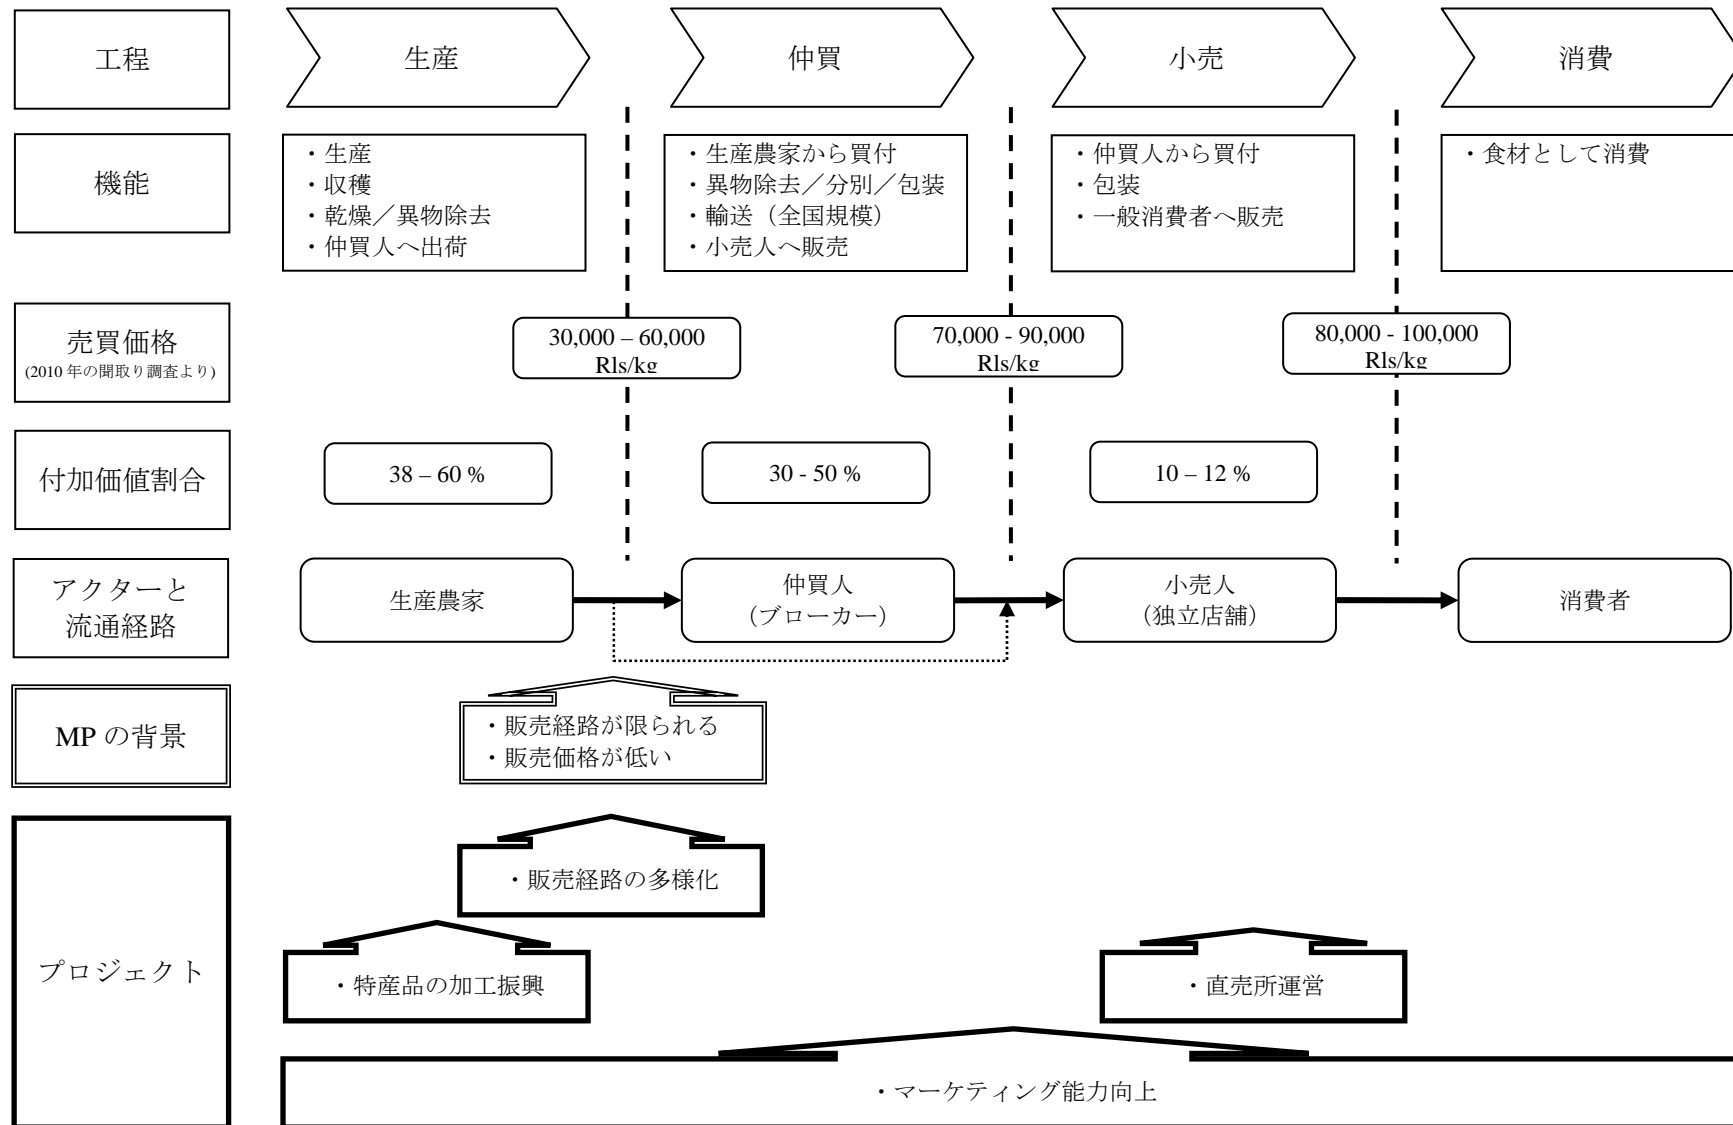 工程
生産
仲買
小売
消費
機能
・生産
・収穫
・乾燥／異物除去
・仲買人へ出荷
・生産農家から買付
・異物除去／分別／包装
・輸送（全国規模）
・小売人へ販売
・仲買人から買付
・包装
・一般消費者へ販売
・食材として消費
売買価格
(2010 年の聞取り調査より)
30,000 – 60,000
Rls/kg
70,000 - 90,000
Rls/kg
80,000 - 100,000
Rls/kg
付加価値割合
38 – 60 %
30 - 50 %
10 – 12 %
アクターと
流通経路
生産農家
仲買人
（ブローカー）
小売人
（独立店舗）
消費者
MP の背景
・販売経路が限られる
・販売価格が低い
プロジェクト
・販売経路の多様化
・特産品の加工振興
・直売所運営
・マーケティング能力向上